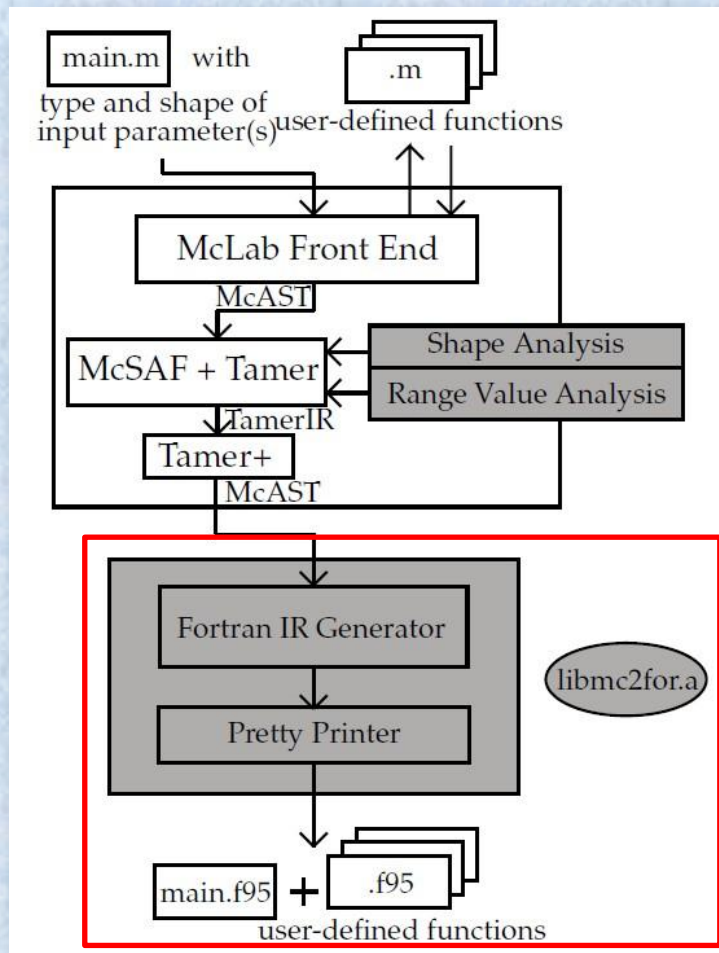 main.m with
type and shape of
input parameter(s)
.m
user-defined functions
McLab Front End
McAST
McSAF + Tamer
Shape Analysis
Range Value Analysis
TamerIR
Tamer+
McAST
Fortran IR Generator
libmc2for.a
Pretty Printer
main.f95 + .f95
user-defined functions